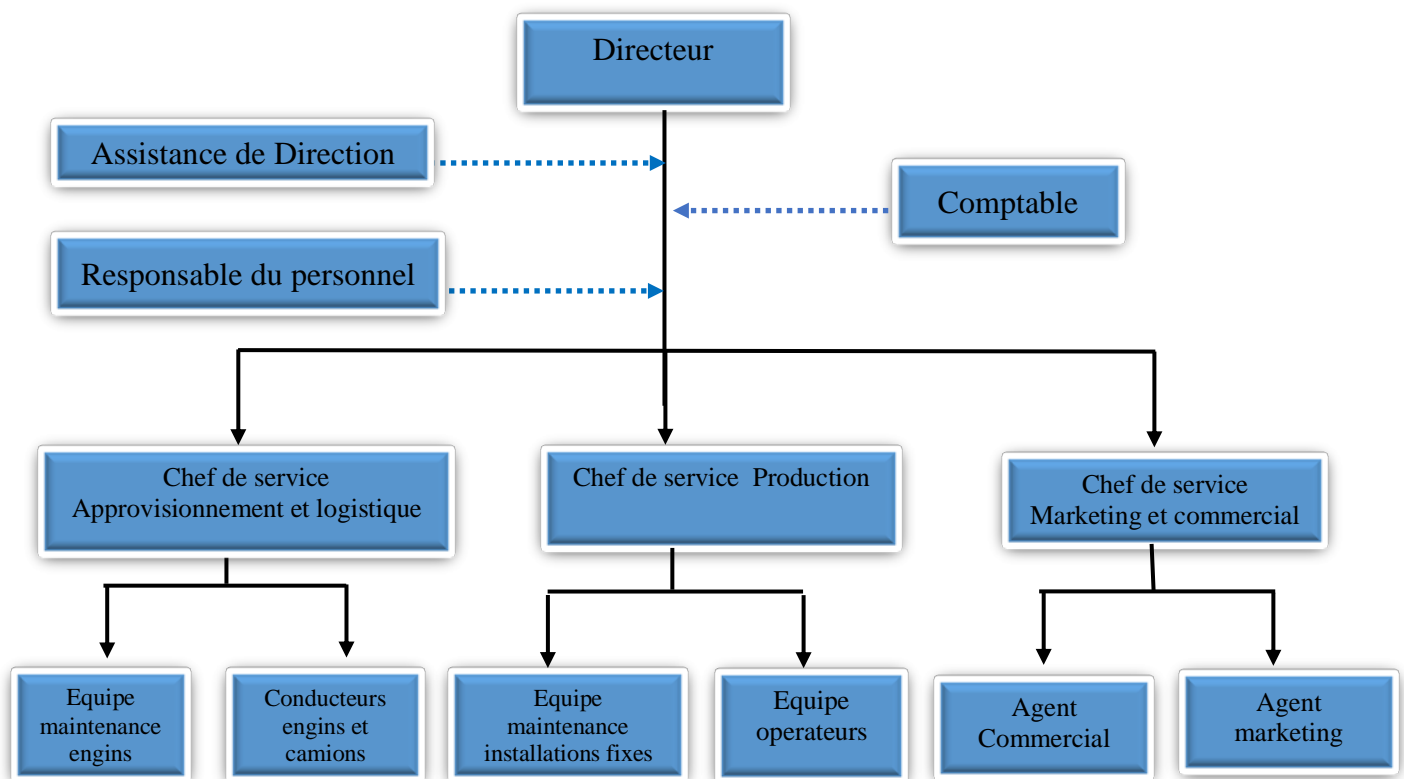 Directeur
Assistance de Direction
Comptable
Responsable du personnel
Chef de service
Approvisionnement et logistique
Chef de service Production
Chef de service
Marketing et commercial
Equipe
maintenance
engins
Conducteurs
engins et
camions
Equipe
maintenance
installations fixes
Equipe
operateurs
Agent
Commercial
Agent
marketing